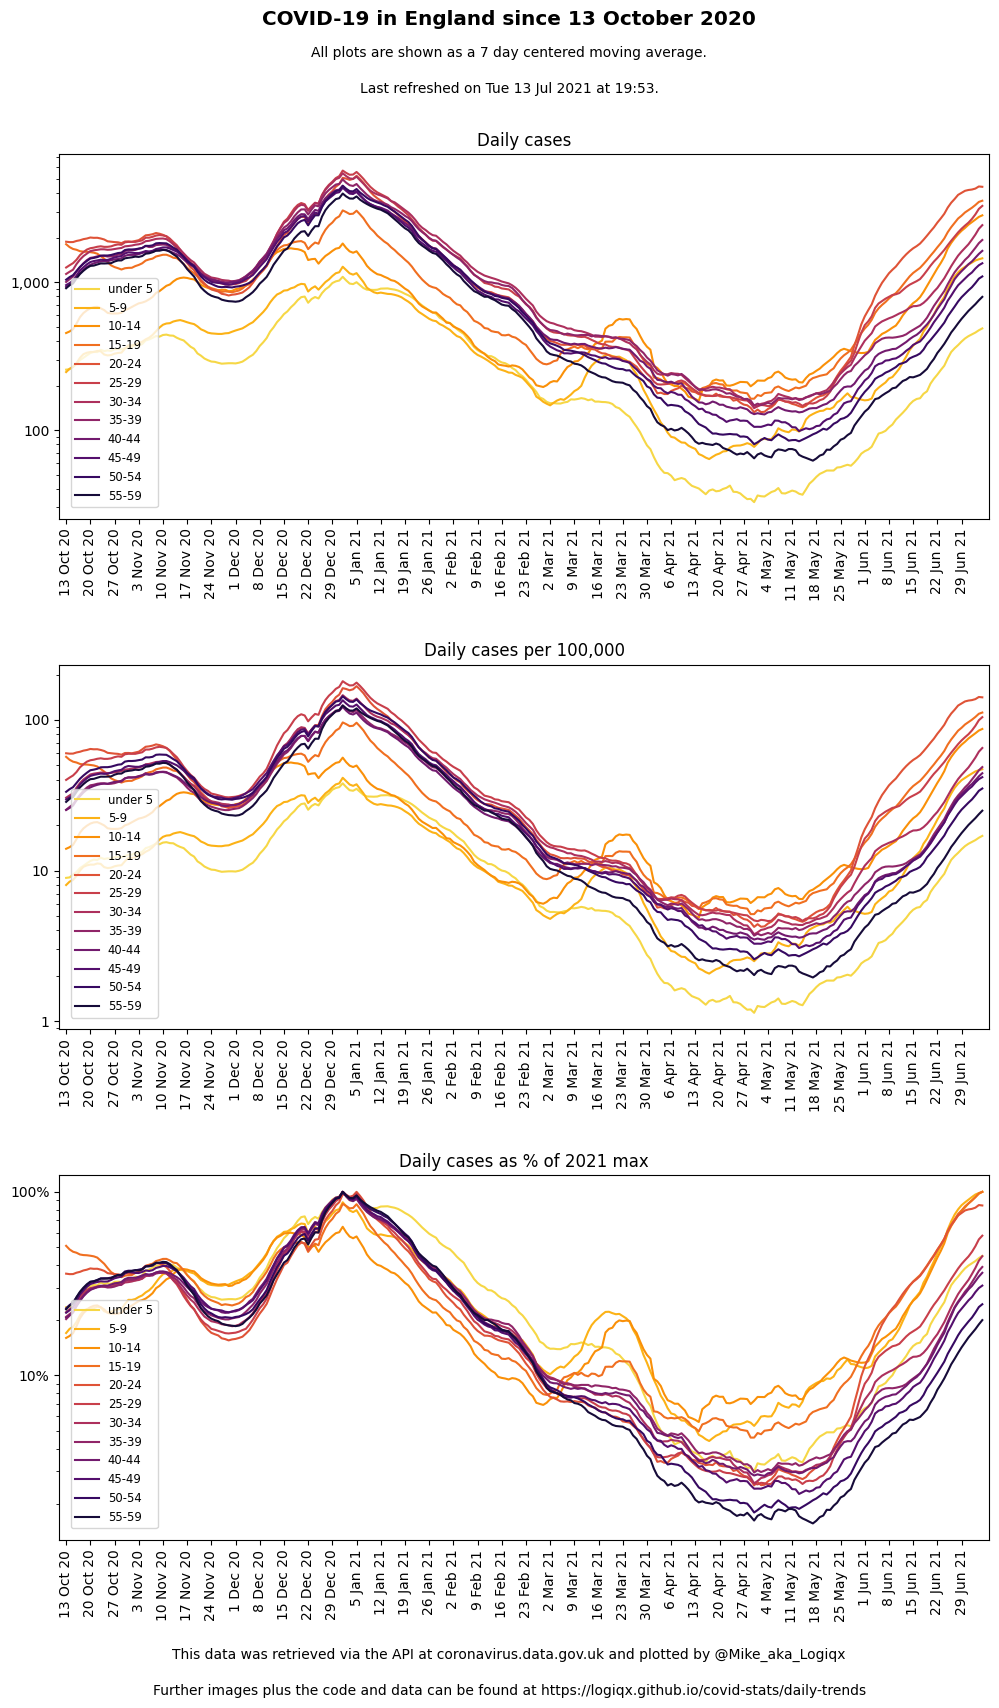 COVID-19 in England since 13 October 2020
All plots are shown as a 7 day centered moving average.
Last refreshed on Tue 13 Jul 2021 at 19:53.
Daily cases
1,000
100
under 5
5-9
10-14
15-19
20-24
25-29
30-34
35-39
40-44
45-49
50-54
55-59
13 Oct 20
20 Oct 20
27 Oct 20
3 Nov 20
10 Nov 20
17 Nov 20
24 Nov 20
1 Dec 20
8 Dec 20
15 Dec 20
22 Dec 20
29 Dec 20
5 Jan 21
12 Jan 21
19 Jan 21
26 Jan 21
2 Feb 21
9 Feb 21
16 Feb 21
23 Feb 21
2 Mar 21
9 Mar 21
16 Mar 21
23 Mar 21
30 Mar 21
6 Apr 21
13 Apr 21
20 Apr 21
27 Apr 21
4 May 21
11 May 21
18 May 21
25 May 21
1 Jun 21
8 Jun 21
15 Jun 21
22 Jun 21
29 Jun 21
Daily cases per 100,000
100
10
1
under 5
5-9
10-14
15-19
20-24
25-29
30-34
35-39
40-44
45-49
50-54
55-59
13 Oct 20
20 Oct 20
27 Oct 20
3 Nov 20
10 Nov 20
17 Nov 20
24 Nov 20
1 Dec 20
8 Dec 20
15 Dec 20
22 Dec 20
29 Dec 20
5 Jan 21
12 Jan 21
19 Jan 21
26 Jan 21
2 Feb 21
9 Feb 21
16 Feb 21
23 Feb 21
2 Mar 21
9 Mar 21
16 Mar 21
23 Mar 21
30 Mar 21
6 Apr 21
13 Apr 21
20 Apr 21
27 Apr 21
4 May 21
11 May 21
18 May 21
25 May 21
1 Jun 21
8 Jun 21
15 Jun 21
22 Jun 21
29 Jun 21
Daily cases as % of 2021 max
100%
10%
under 5
5-9
10-14
15-19
20-24
25-29
30-34
35-39
40-44
45-49
50-54
55-59
13 Oct 20
20 Oct 20
27 Oct 20
3 Nov 20
10 Nov 20
17 Nov 20
24 Nov 20
1 Dec 20
8 Dec 20
15 Dec 20
22 Dec 20
29 Dec 20
5 Jan 21
12 Jan 21
19 Jan 21
26 Jan 21
2 Feb 21
9 Feb 21
16 Feb 21
23 Feb 21
2 Mar 21
9 Mar 21
16 Mar 21
23 Mar 21
30 Mar 21
6 Apr 21
13 Apr 21
20 Apr 21
27 Apr 21
4 May 21
11 May 21
18 May 21
25 May 21
1 Jun 21
8 Jun 21
15 Jun 21
22 Jun 21
29 Jun 21
This data was retrieved via the API at coronavirus.data.gov.uk and plotted by @Mike_aka_Logiqx
Further images plus the code and data can be found at https://logiqx.github.io/covid-stats/daily-trends